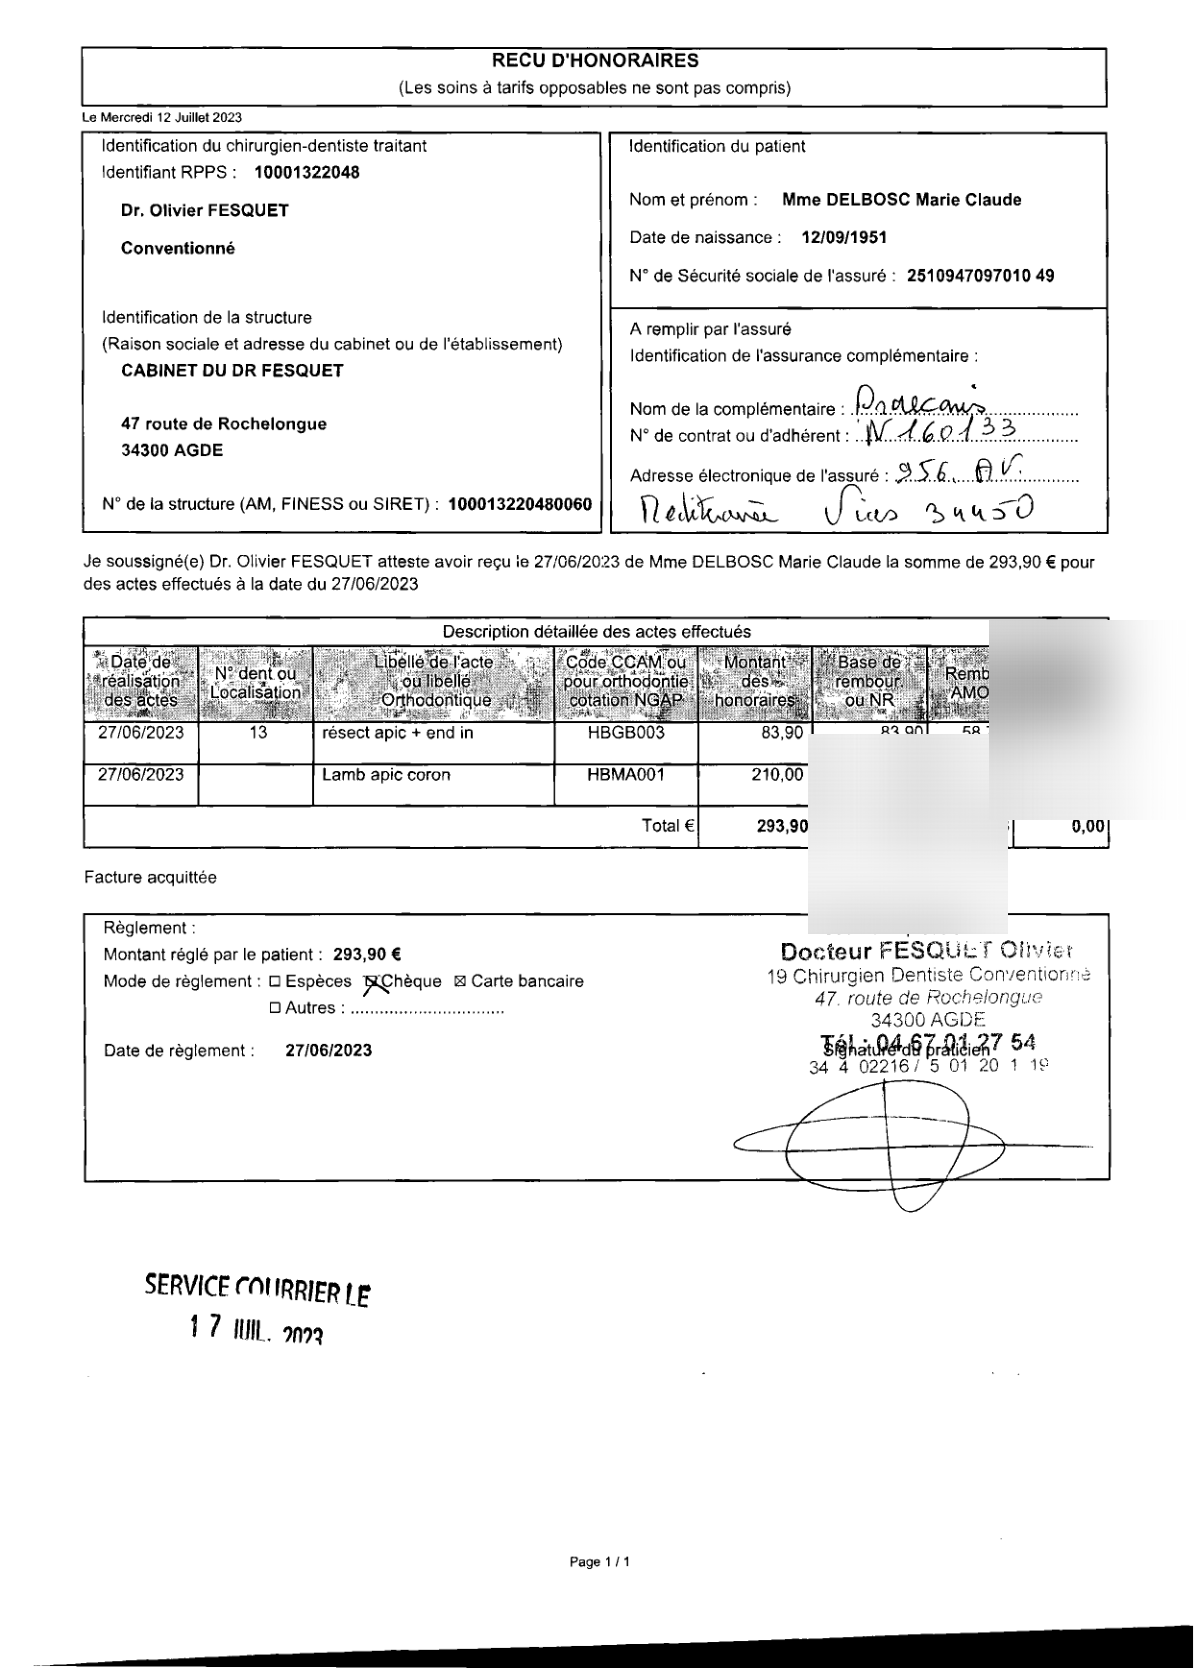 RECU D'HONORAIRES
(Les soins à tarifs opposables ne sont pas compris)
Le Mercredi 12 Juillet 2023
Identification du chirurgien-dentiste traitant
Identifiant RPPS : 10001322048
Dr. Olivier FESQUET
Conventionné
Identification de la structure
(Raison sociale et adresse du cabinet ou de l'établissement)
CABINET DU DR FESQUET
47 route de Rochelongue
34300 AGDE
N° de la structure (AM, FINESS ou SIRET) : 100013220480060
Identification du patient
Nom et prénom : Mme DELBOSC Marie Claude
Date de naissance : 12/09/1951
N° de Sécurité sociale de l'assuré : 2510947097010 49
A remplir par l'assuré
Identification de l'assurance complémentaire :
Nom de la complémentaire :
N° de contrat ou d'adhérent : N 160133
Adresse électronique de l'assuré : 956 AV.
Mediterranée Vias 34450
Je soussigné(e) Dr. Olivier FESQUET atteste avoir reçu le 27/06/2023 de Mme DELBOSC Marie Claude la somme de 293,90 € pour
des actes effectués à la date du 27/06/2023
Description détaillée des actes effectués
Date de réalisation des actes N° dent ou Localisation Libellé de l'acte ou libellé Orthodontique Code CCAM ou pour orthodontie cotation NGAP Montant des honoraires Base de rembour. ou NR Remb AMO
27/06/2023 13 résect apic + end in HBGB003 83,90 83,90 58,
27/06/2023 Lamb apic coron HBMA001 210,00
Total € 293,90 0,00
Facture acquittée
Règlement :
Montant réglé par le patient : 293,90 €
Mode de règlement : ☐ Espèces ☒ Chèque ☒ Carte bancaire
☐ Autres : ................................
Date de règlement : 27/06/2023
Docteur FESQUET Olivier
19 Chirurgien Dentiste Conventionné
47. route de Rochelongue
34300 AGDE
Tél : 04 67 01 27 54
Signature du praticien
34 4 02216 / 5 01 20 1 19
SERVICE COURRIER LE
17 JUIL. 2023
Page 1 / 1